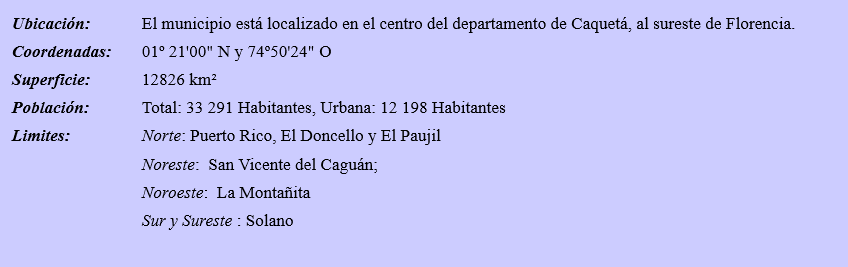 Ubicación: El municipio está localizado en el centro del departamento de Caquetá, al sureste de Florencia.
Coordenadas: 01º 21'00" N y 74º50'24" O
Superficie: 12826 km²
Población: Total: 33 291 Habitantes, Urbana: 12 198 Habitantes
Limites: Norte: Puerto Rico, El Doncello y El Paujil
Noreste: San Vicente del Caguán;
Noroeste: La Montañita
Sur y Sureste : Solano